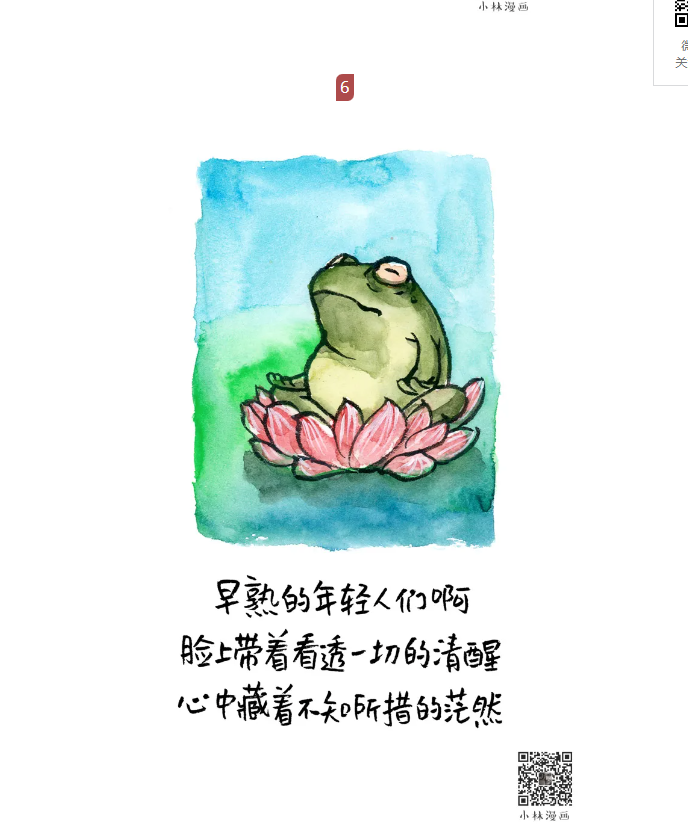 小林漫画
关
6
早熟的年轻人们啊
脸上带着看透一切的清醒
心中藏着不知所措的茫然
小林漫画